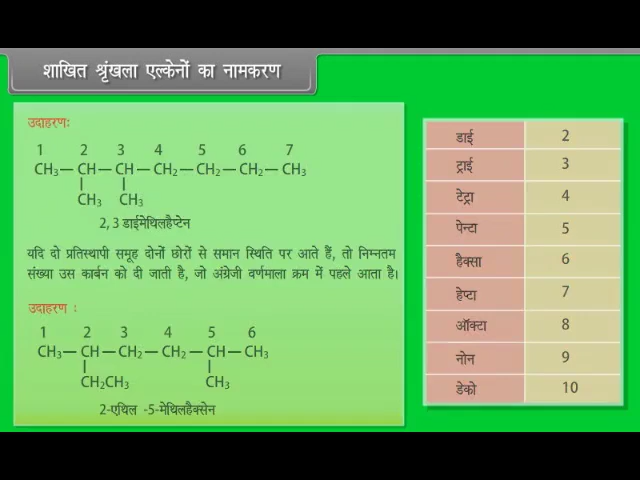 शाखित श्रृंखला एल्केनों का नामकरण
उदाहरणः
1 2 3 4 5 6 7
CH₃ — CH — CH — CH₂ — CH₂ — CH₂ — CH₃
CH₃ CH₃
2, 3 डाईमेथिलहैप्टेन
यदि दो प्रतिस्थापी समूह दोनों छोरों से समान स्थिति पर आते हैं, तो निम्नतम
संख्या उस कार्बन को दी जाती है, जो अंग्रेजी वर्णमाला क्रम में पहले आता है।
उदाहरण :
1 2 3 4 5 6
CH₃ — CH — CH₂ — CH₂ — CH — CH₃
CH₂CH₃ CH₃
2-एथिल -5-मेथिलहैक्सेन
डाई 2
ट्राई 3
टेट्रा 4
पेन्टा 5
हैक्सा 6
हेप्टा 7
ऑक्टा 8
नोन 9
डेको 10